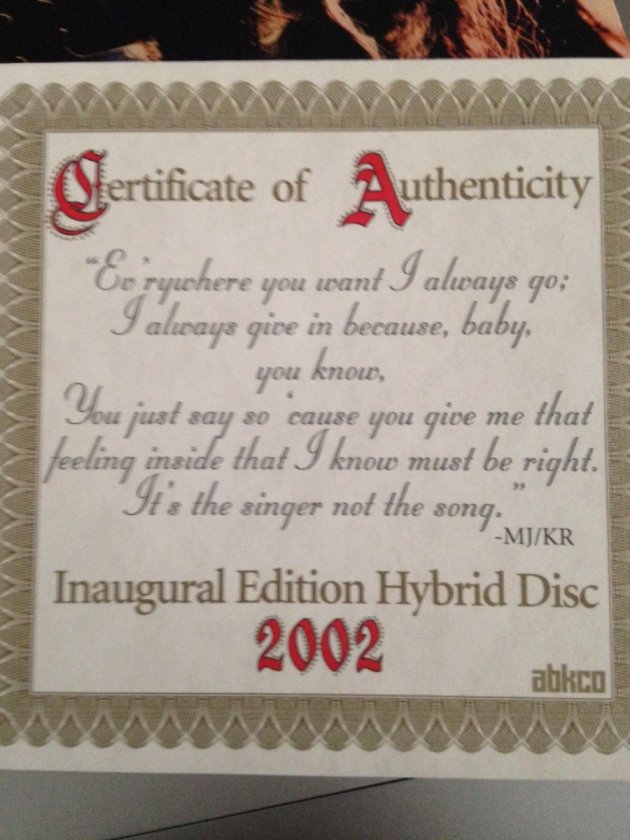 Certificate of Authenticity
“Ev'rywhere you want I always go;
I always give in because, baby,
you know,
You just say so 'cause you give me that
feeling inside that I know must be right.
It's the singer not the song.”
-MJ/KR
Inaugural Edition Hybrid Disc
2002
abkco